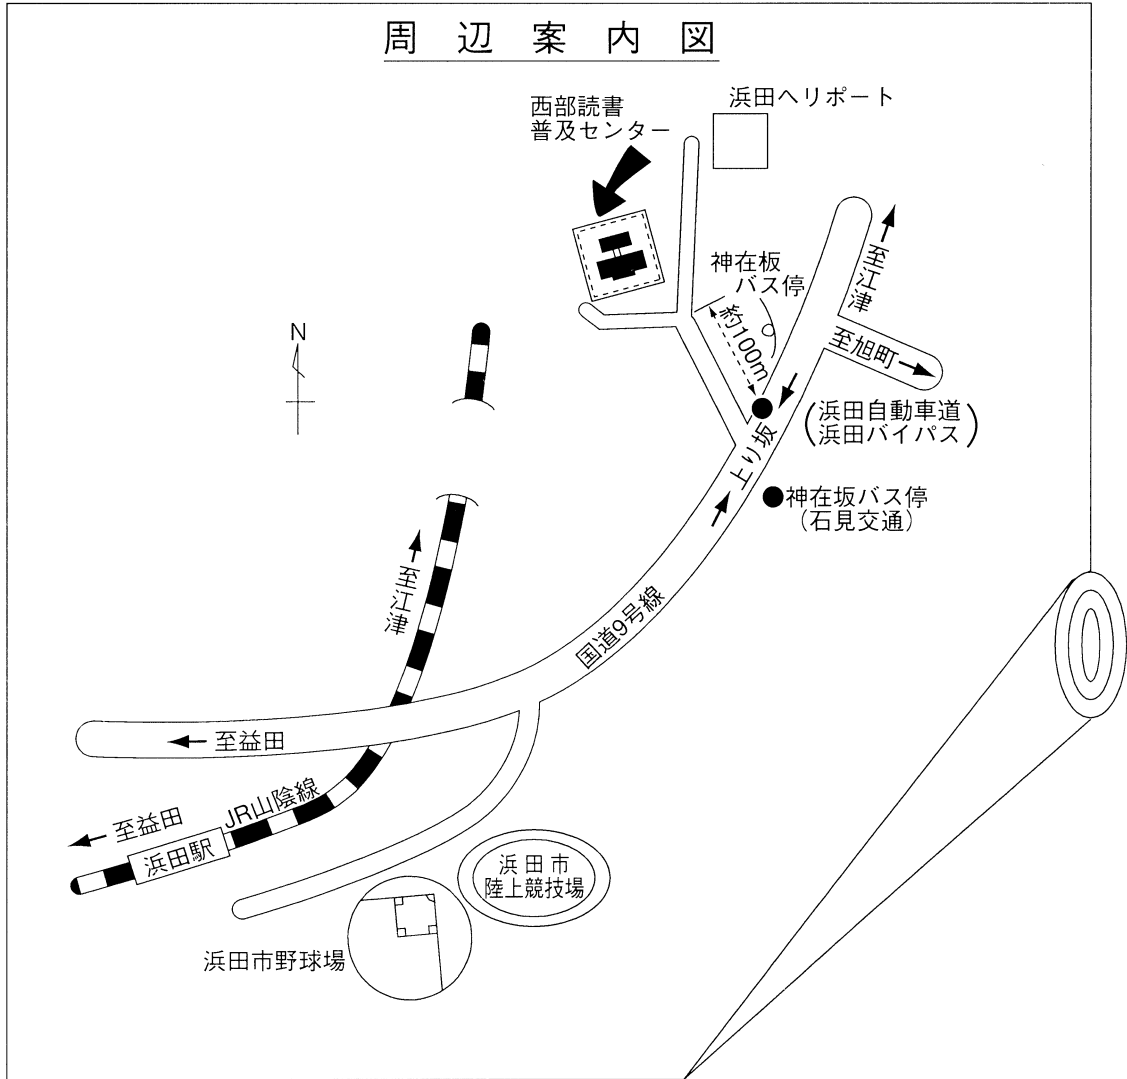 周辺案内図
浜田ヘリポート
西部読書
普及センター
神在板
バス停
至江津
約100m
至旭町
N
(浜田自動車道
浜田バイパス)
上り坂
神在坂バス停
(石見交通)
至江津
国道9号線
至益田
JR山陰線
至益田
浜田駅
浜田市
陸上競技場
浜田市野球場